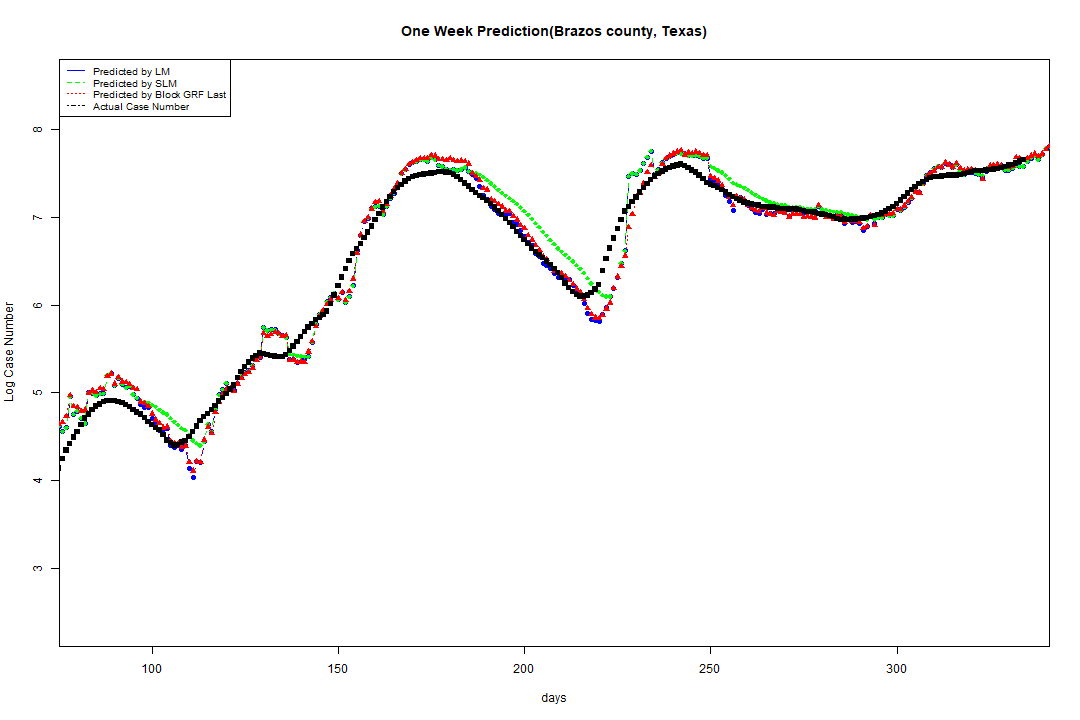 One Week Prediction(Brazos county, Texas)
Predicted by LM
Predicted by SLM
Predicted by Block GRF Last
Actual Case Number
8
7
6
5
4
3
Log Case Number
100 150 200 250 300
days